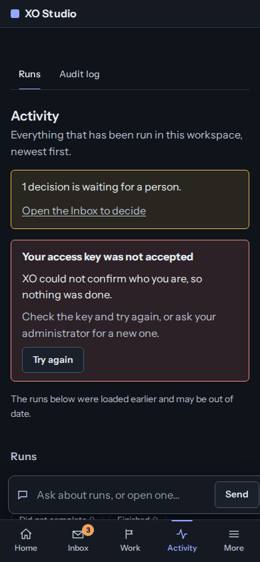 XO Studio
Runs Audit log
Activity
Everything that has been run in this workspace,
newest first.
1 decision is waiting for a person.
Open the Inbox to decide
Your access key was not accepted
XO could not confirm who you are, so
nothing was done.
Check the key and try again, or ask your
administrator for a new one.
Try again
The runs below were loaded earlier and may be out of
date.
Runs
Ask about runs, or open one... Send
3
Home Inbox Work Activity More